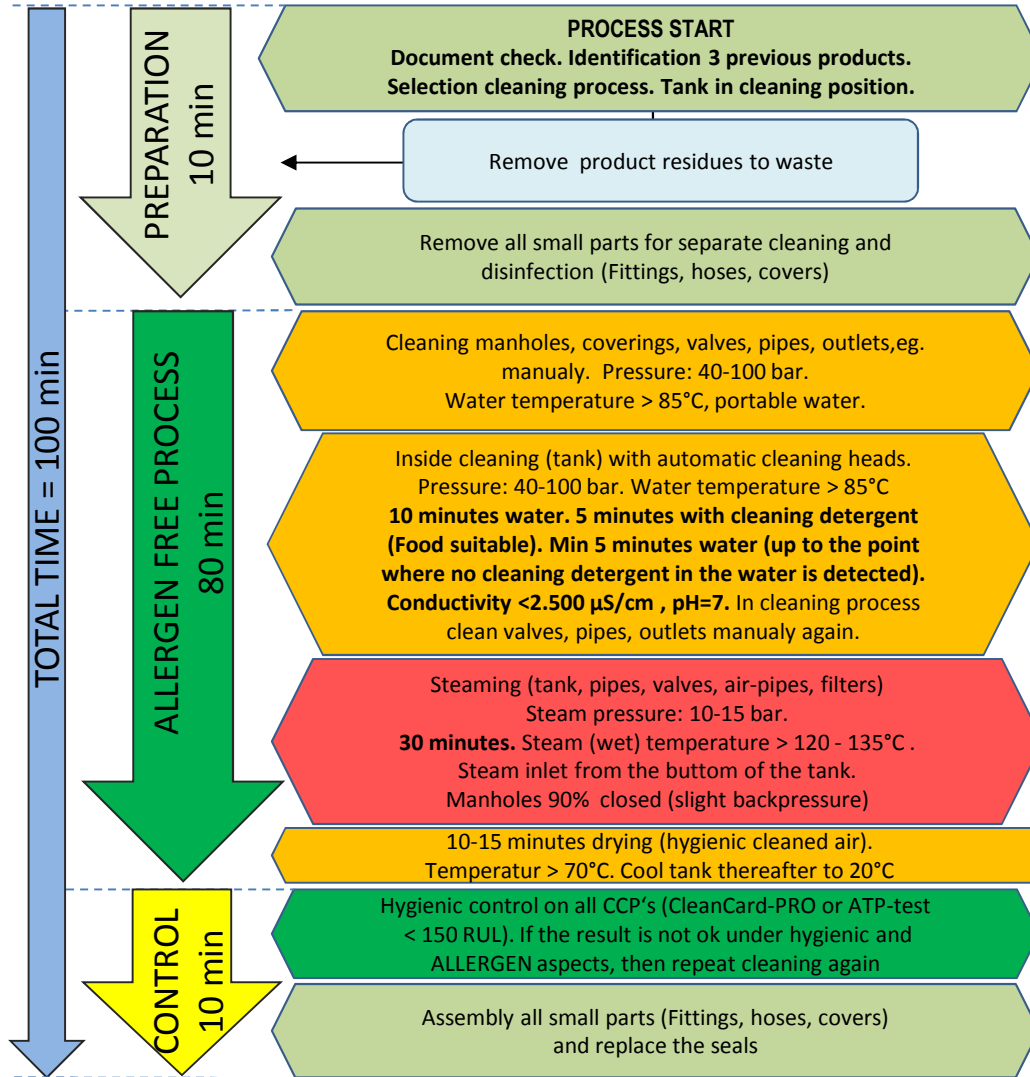 TOTAL TIME = 100 min
PREPARATION
10 min
PROCESS START
Document check. Identification 3 previous products.
Selection cleaning process. Tank in cleaning position.
Remove product residues to waste
Remove all small parts for separate cleaning and
disinfection (Fittings, hoses, covers)
ALLERGEN FREE PROCESS
80 min
Cleaning manholes, coverings, valves, pipes, outlets,eg.
manualy. Pressure: 40-100 bar.
Water temperature > 85°C, portable water.
Inside cleaning (tank) with automatic cleaning heads.
Pressure: 40-100 bar. Water temperature > 85°C
10 minutes water. 5 minutes with cleaning detergent
(Food suitable). Min 5 minutes water (up to the point
where no cleaning detergent in the water is detected).
Conductivity <2.500 µS/cm , pH=7. In cleaning process
clean valves, pipes, outlets manualy again.
Steaming (tank, pipes, valves, air-pipes, filters)
Steam pressure: 10-15 bar.
30 minutes. Steam (wet) temperature > 120 - 135°C .
Steam inlet from the buttom of the tank.
Manholes 90% closed (slight backpressure)
10-15 minutes drying (hygienic cleaned air).
Temperatur > 70°C. Cool tank thereafter to 20°C
CONTROL
10 min
Hygienic control on all CCP‘s (CleanCard-PRO or ATP-test
< 150 RUL). If the result is not ok under hygienic and
ALLERGEN aspects, then repeat cleaning again
Assembly all small parts (Fittings, hoses, covers)
and replace the seals